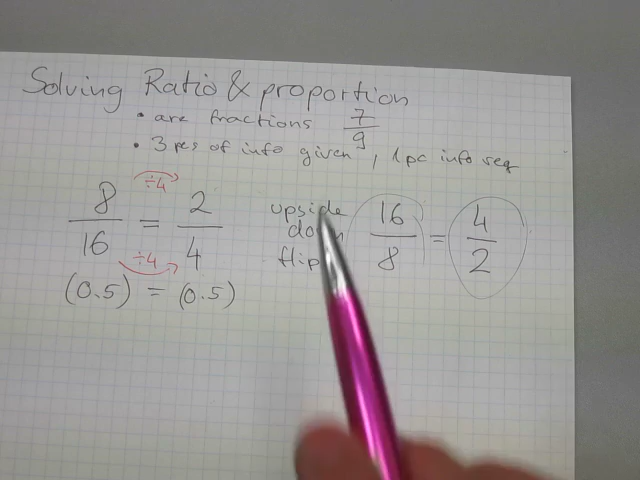 Solving Ratio & proportion
• are fractions 7/9
• 3 pcs of info given, 1 pc info req
÷4
8/16 = 2/4
÷4
(0.5) = (0.5)
upside
down
flip
16/8 = 4/2